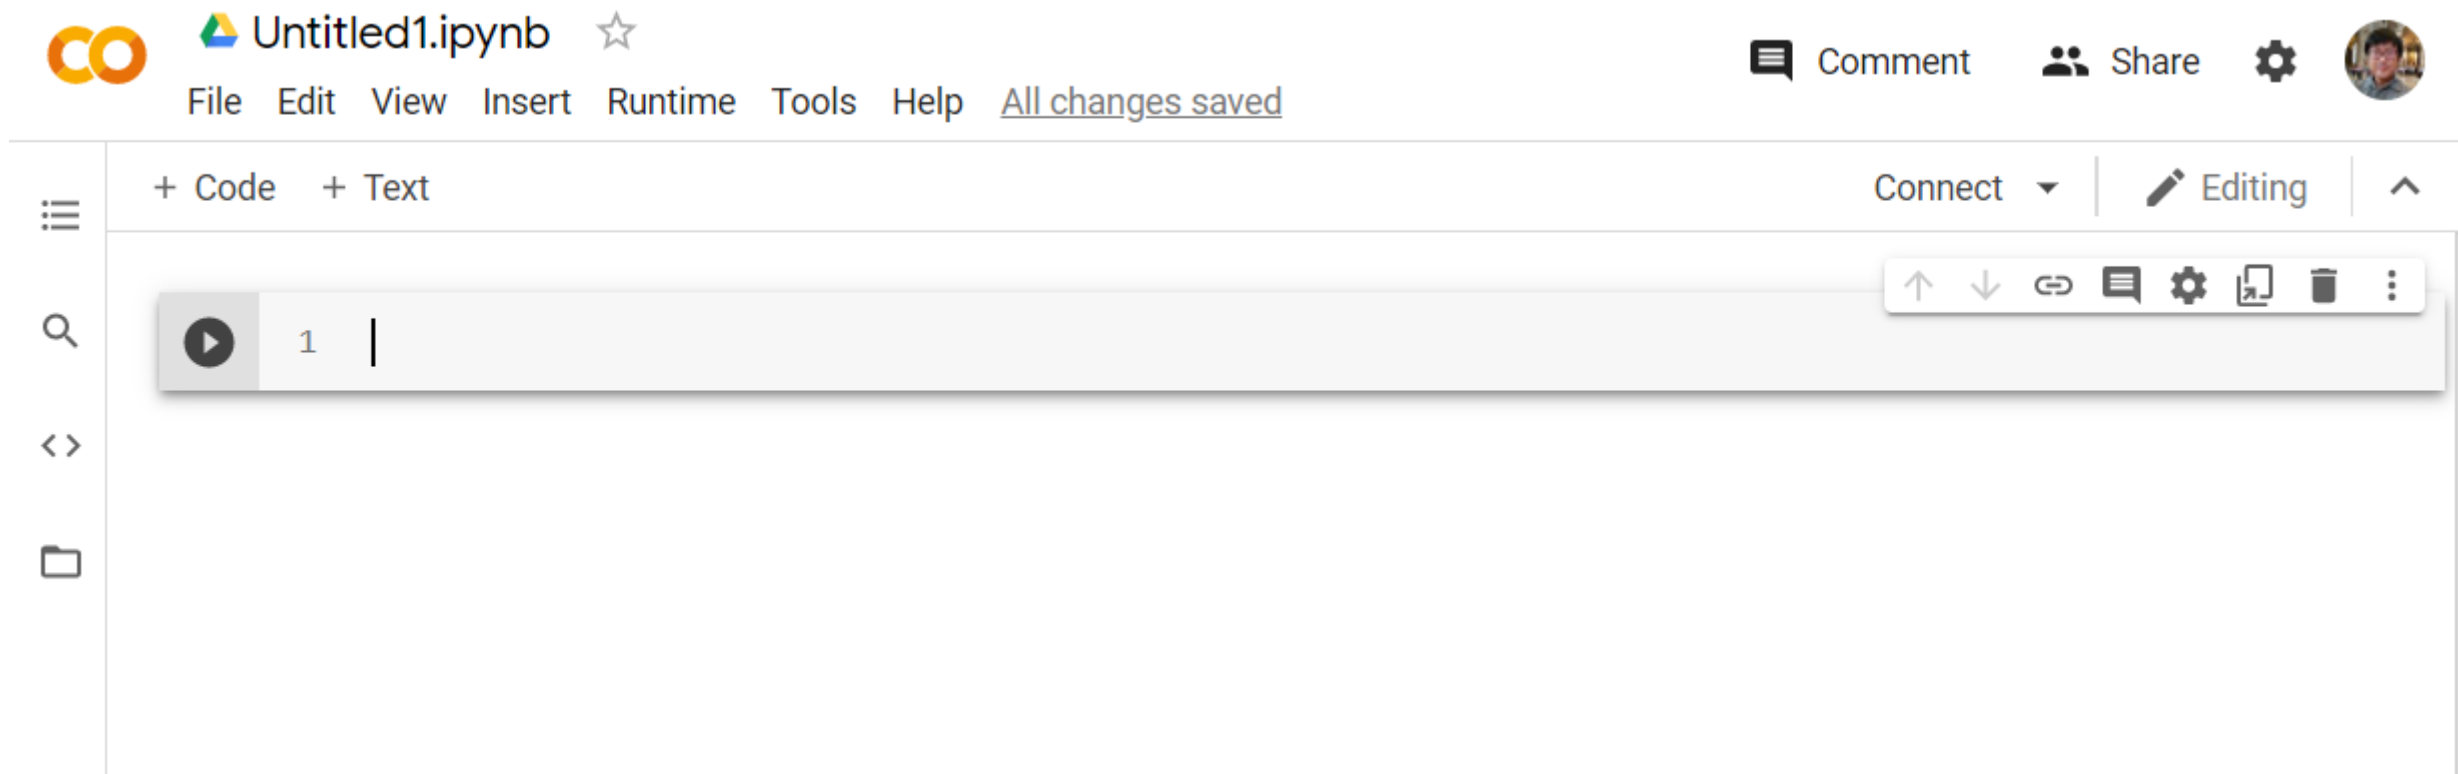 Untitled1.ipynb
Comment Share
File Edit View Insert Runtime Tools Help All changes saved
+ Code + Text
Connect Editing
1